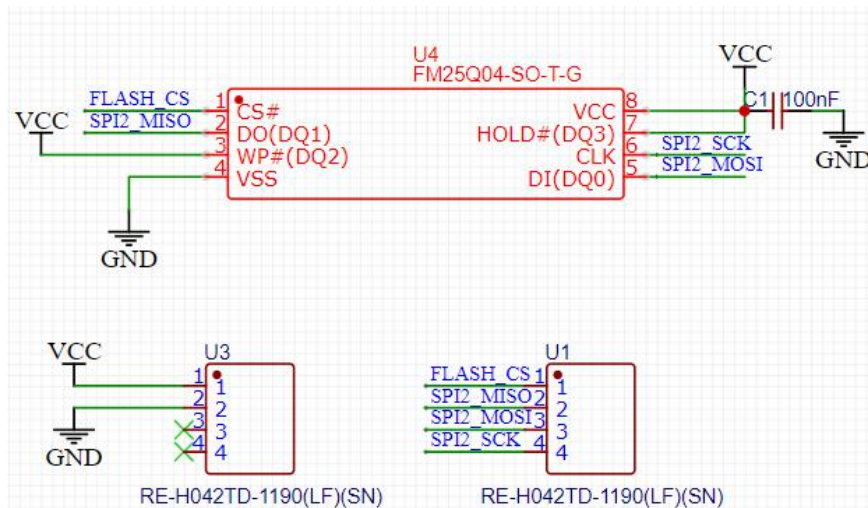 U4
FM25Q04-SO-T-G
VCC
FLASH_CS 1 CS# VCC 8 C1 100nF
VCC SPI2_MISO 2 DO(DQ1) HOLD#(DQ3) 7
3 WP#(DQ2) CLK 6 SPI2_SCK GND
4 VSS DI(DQ0) 5 SPI2_MOSI
GND
VCC U3 U1
1 1 FLASH_CS 1 1
2 2 SPI2_MISO 2 2
3 3 SPI2_MOSI 3 3
GND 4 4 SPI2_SCK 4 4
RE-H042TD-1190(LF)(SN) RE-H042TD-1190(LF)(SN)